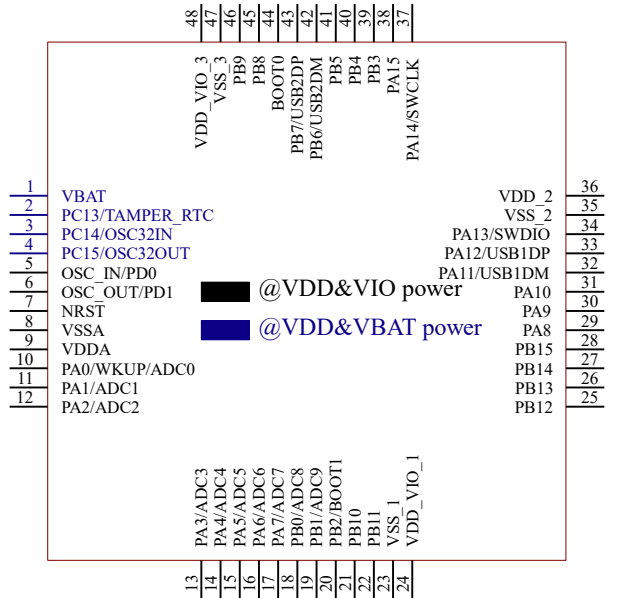 48
47
46
45
44
43
42
41
40
39
38
37
VDD_VIO_3
VSS_3
PB9
PB8
BOOT0
PB7/USB2DP
PB6/USB2DM
PB5
PB4
PB3
PA15
PA14/SWCLK
1 VBAT
2 PC13/TAMPER_RTC
3 PC14/OSC32IN
4 PC15/OSC32OUT
5 OSC_IN/PD0
6 OSC_OUT/PD1
7 NRST
8 VSSA
9 VDDA
10 PA0/WKUP/ADC0
11 PA1/ADC1
12 PA2/ADC2
@VDD&VIO power
@VDD&VBAT power
VDD_2 36
VSS_2 35
PA13/SWDIO 34
PA12/USB1DP 33
PA11/USB1DM 32
PA10 31
PA9 30
PA8 29
PB15 28
PB14 27
PB13 26
PB12 25
PA3/ADC3
PA4/ADC4
PA5/ADC5
PA6/ADC6
PA7/ADC7
PB0/ADC8
PB1/ADC9
PB2/BOOT1
PB10
PB11
VSS_1
VDD_VIO_1
13
14
15
16
17
18
19
20
21
22
23
24